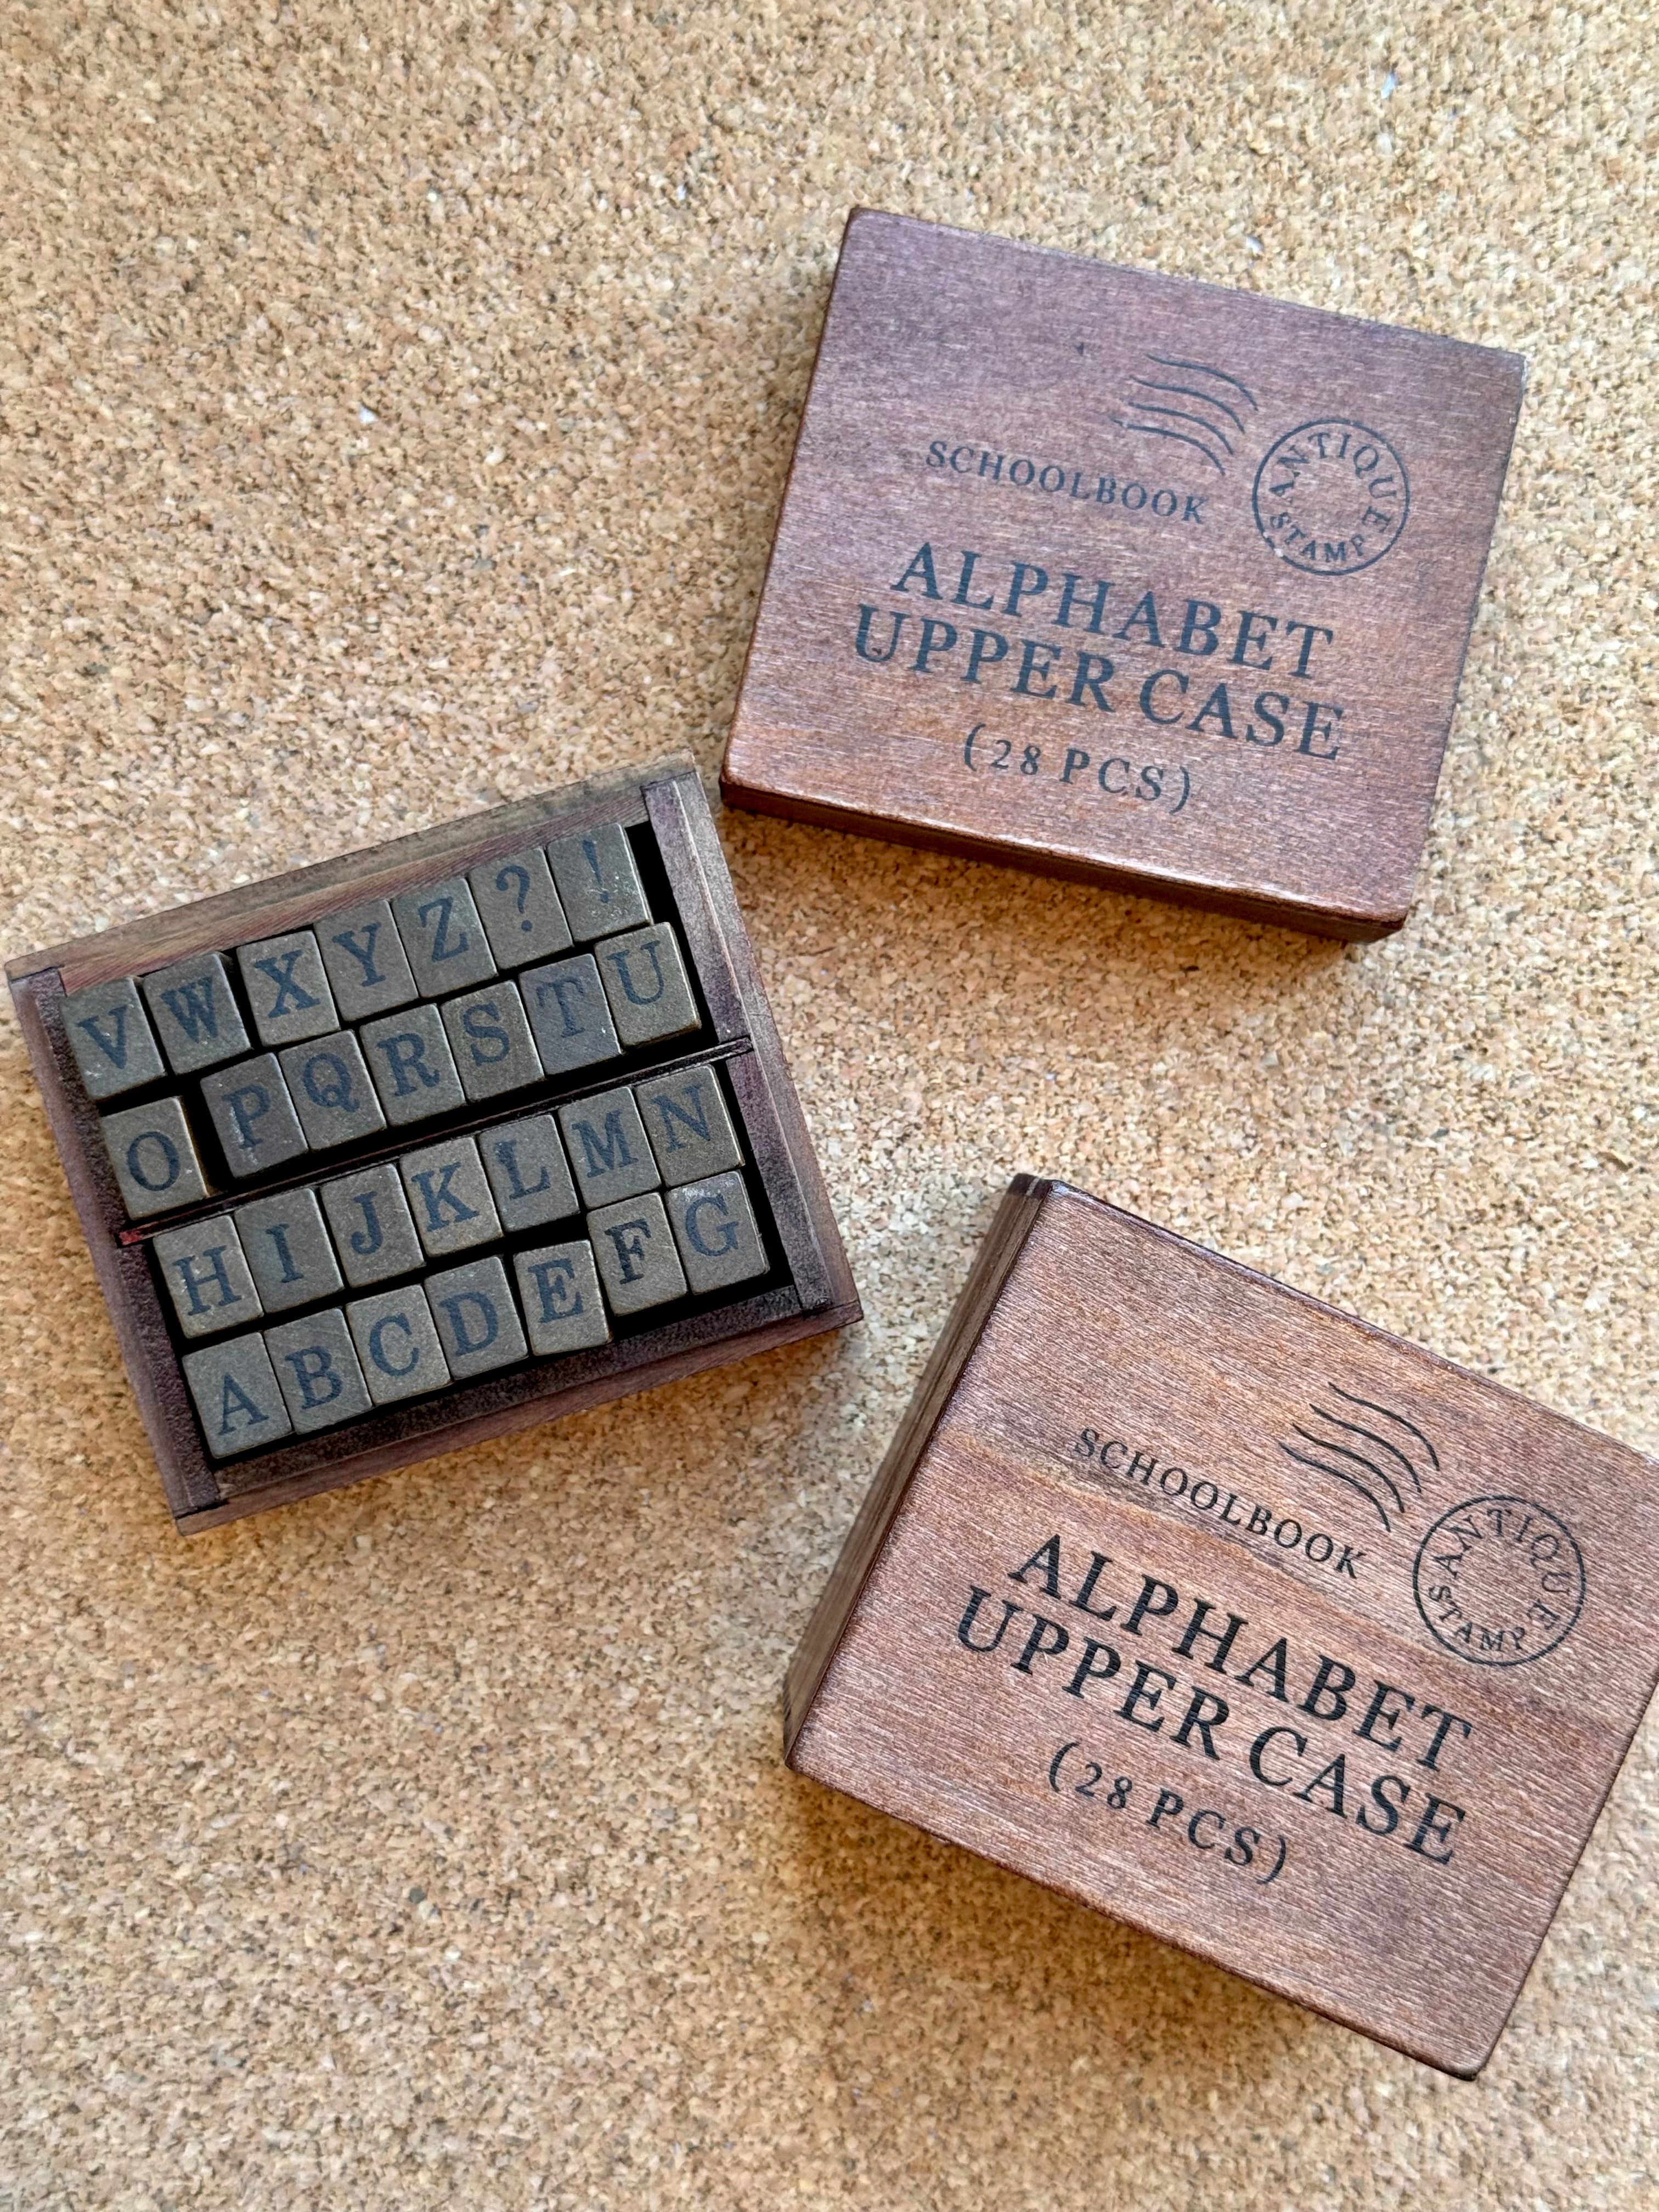 SCHOOLBOOK
ANTIQUE STAMP
ALPHABET
UPPER CASE
(28 PCS)
V W X Y Z ? !
O P Q R S T U
H I J K L M N
A B C D E F G
SCHOOLBOOK
ANTIQUE STAMP
ALPHABET
UPPER CASE
(28 PCS)